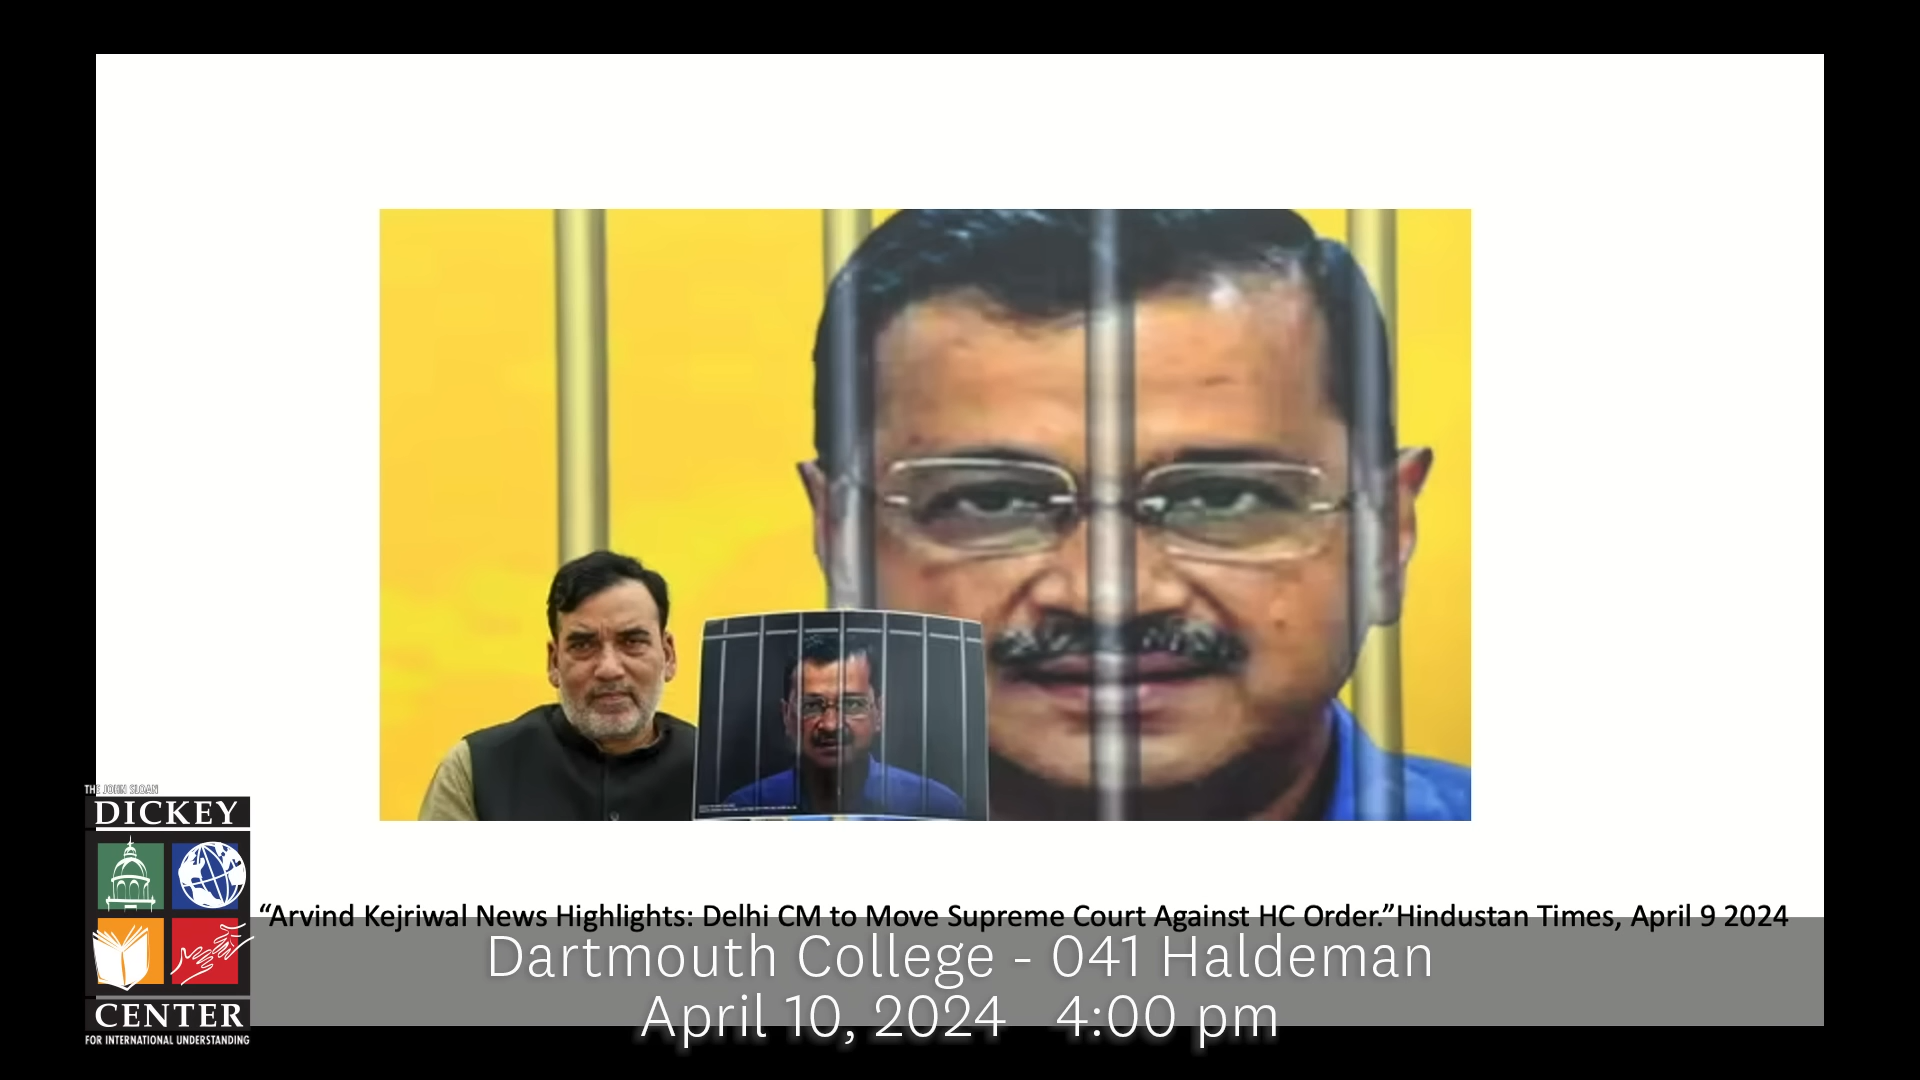 THE JOHN SLOAN
DICKEY
CENTER
FOR INTERNATIONAL UNDERSTANDING
“Arvind Kejriwal News Highlights: Delhi CM to Move Supreme Court Against HC Order.”Hindustan Times, April 9 2024
Dartmouth College - 041 Haldeman
April 10, 2024 4:00 pm